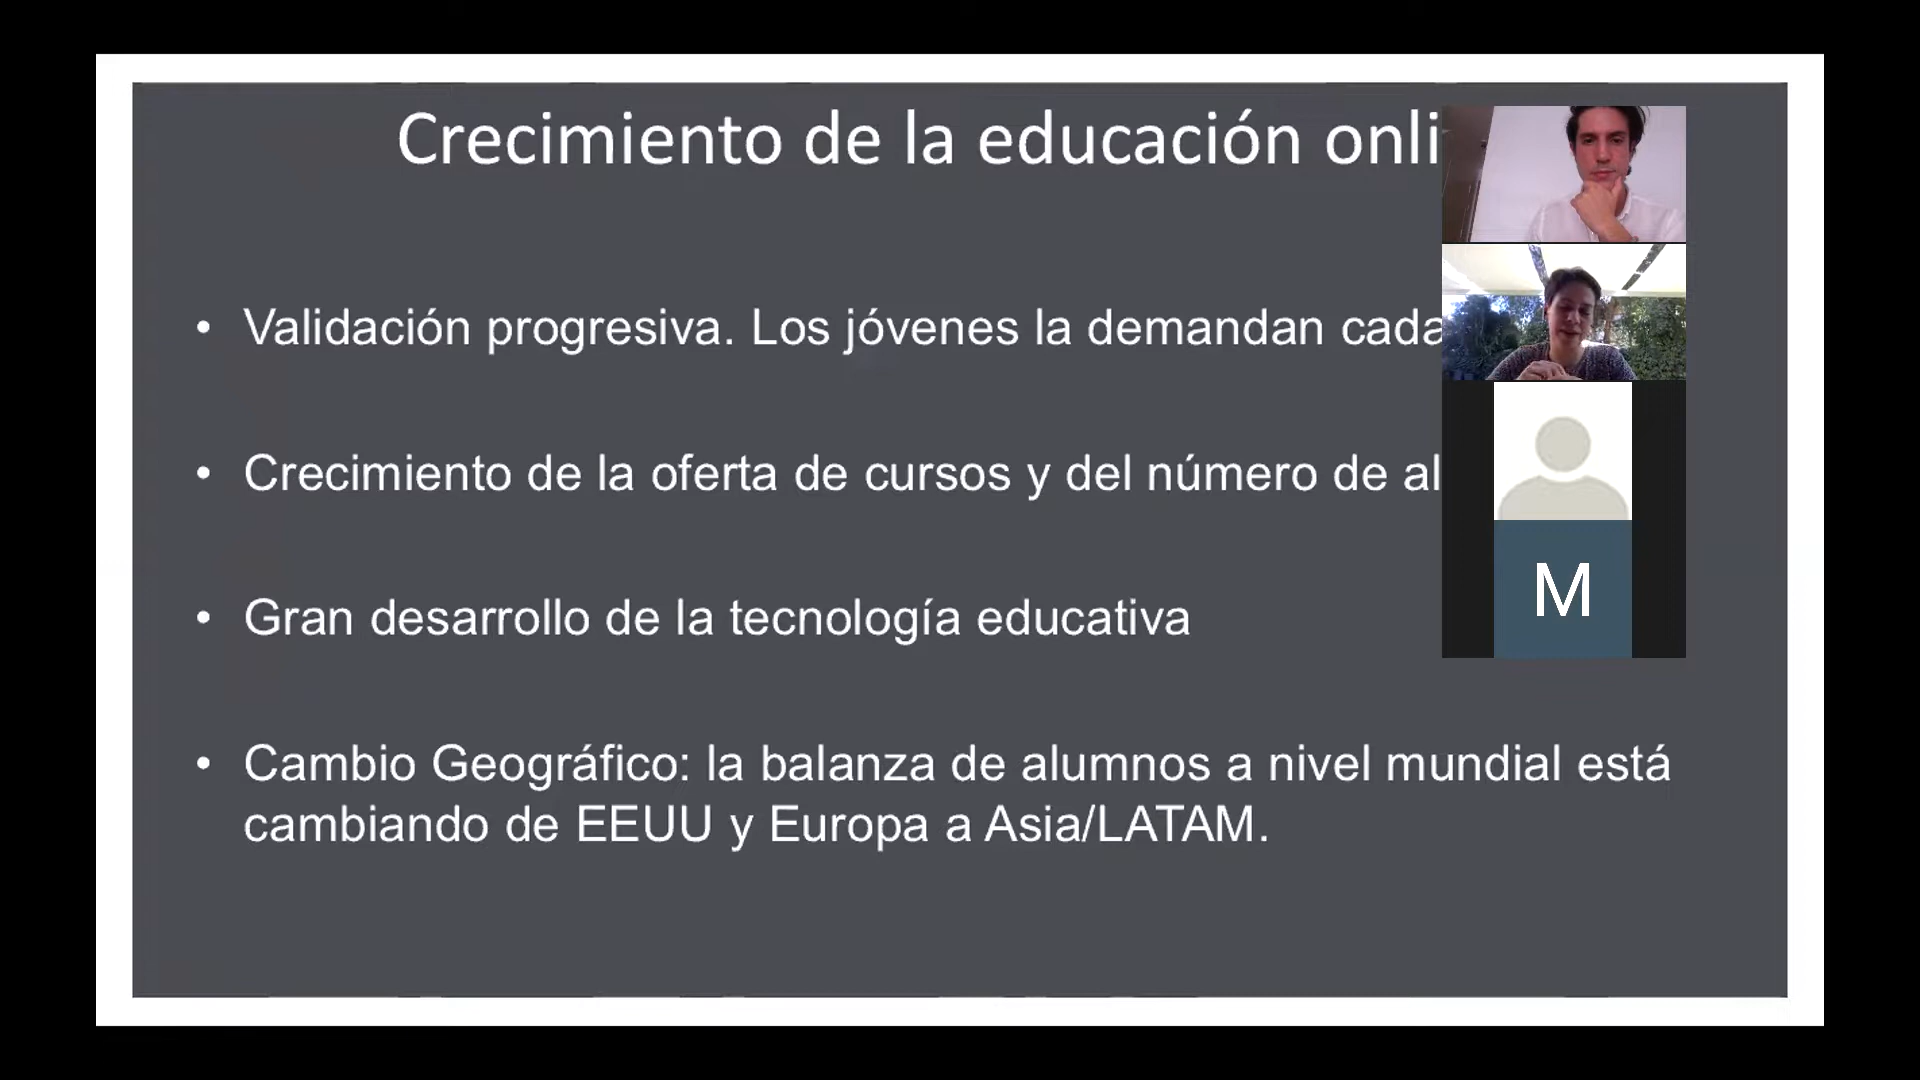 Crecimiento de la educación onli
• Validación progresiva. Los jóvenes la demandan cada
• Crecimiento de la oferta de cursos y del número de al
• Gran desarrollo de la tecnología educativa
• Cambio Geográfico: la balanza de alumnos a nivel mundial está
cambiando de EEUU y Europa a Asia/LATAM.
M